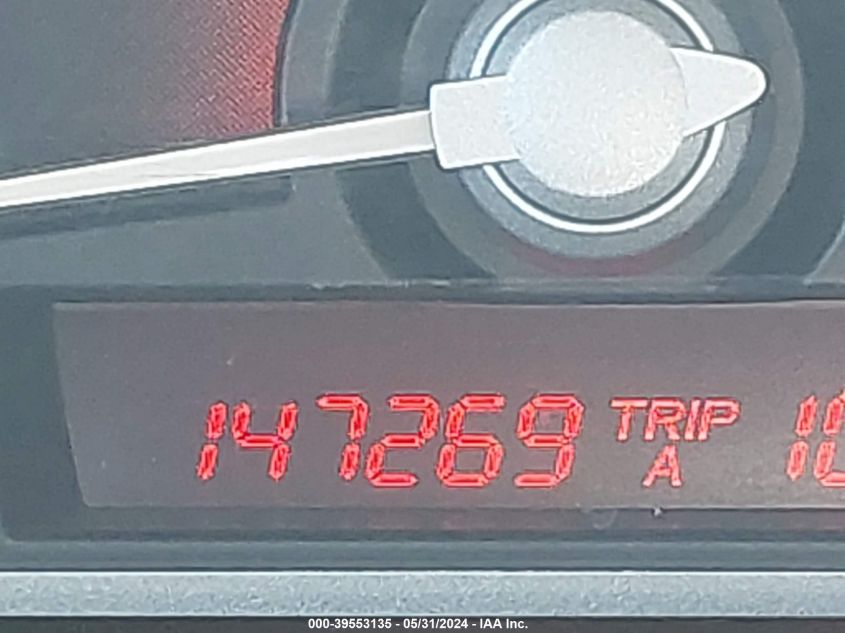 147269 TRIP
A
000-39553135 - 05/31/2024 - IAA Inc.